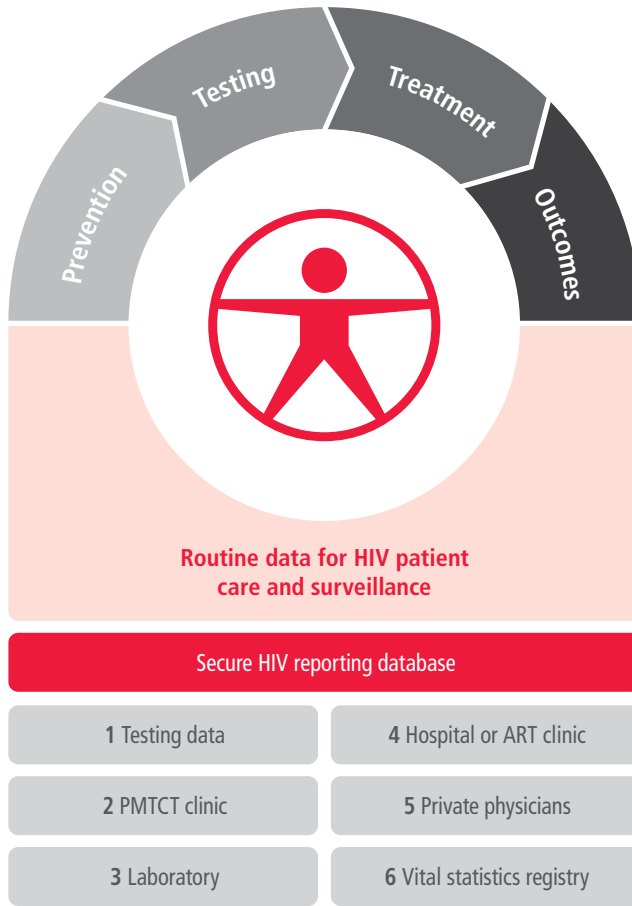 Prevention
Testing
Treatment
Outcomes
Routine data for HIV patient
care and surveillance
Secure HIV reporting database
1 Testing data
4 Hospital or ART clinic
2 PMTCT clinic
5 Private physicians
3 Laboratory
6 Vital statistics registry